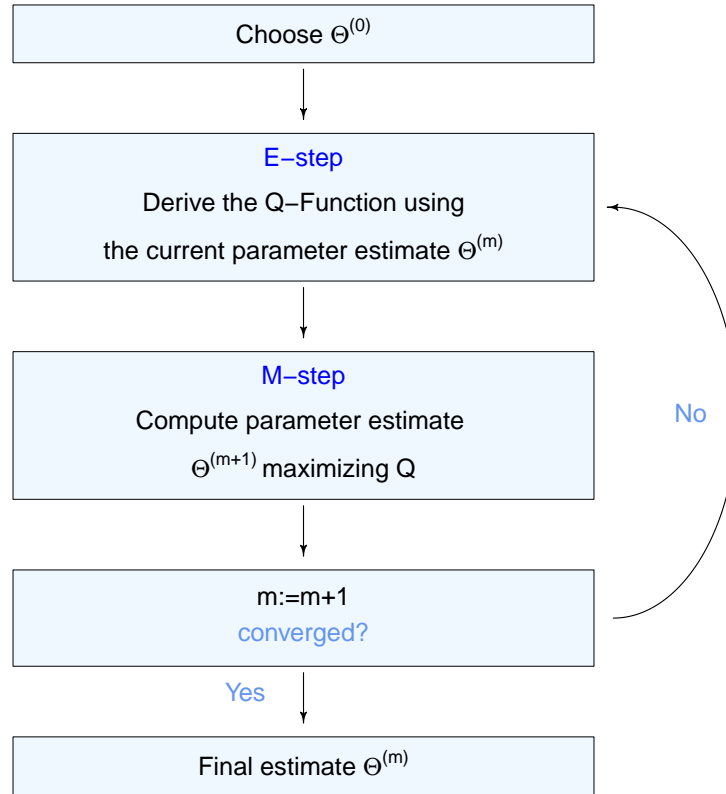 Choose Θ^(0)
E−step
Derive the Q−Function using
the current parameter estimate Θ^(m)
M−step
Compute parameter estimate
Θ^(m+1) maximizing Q
No
m:=m+1
converged?
Yes
Final estimate Θ^(m)